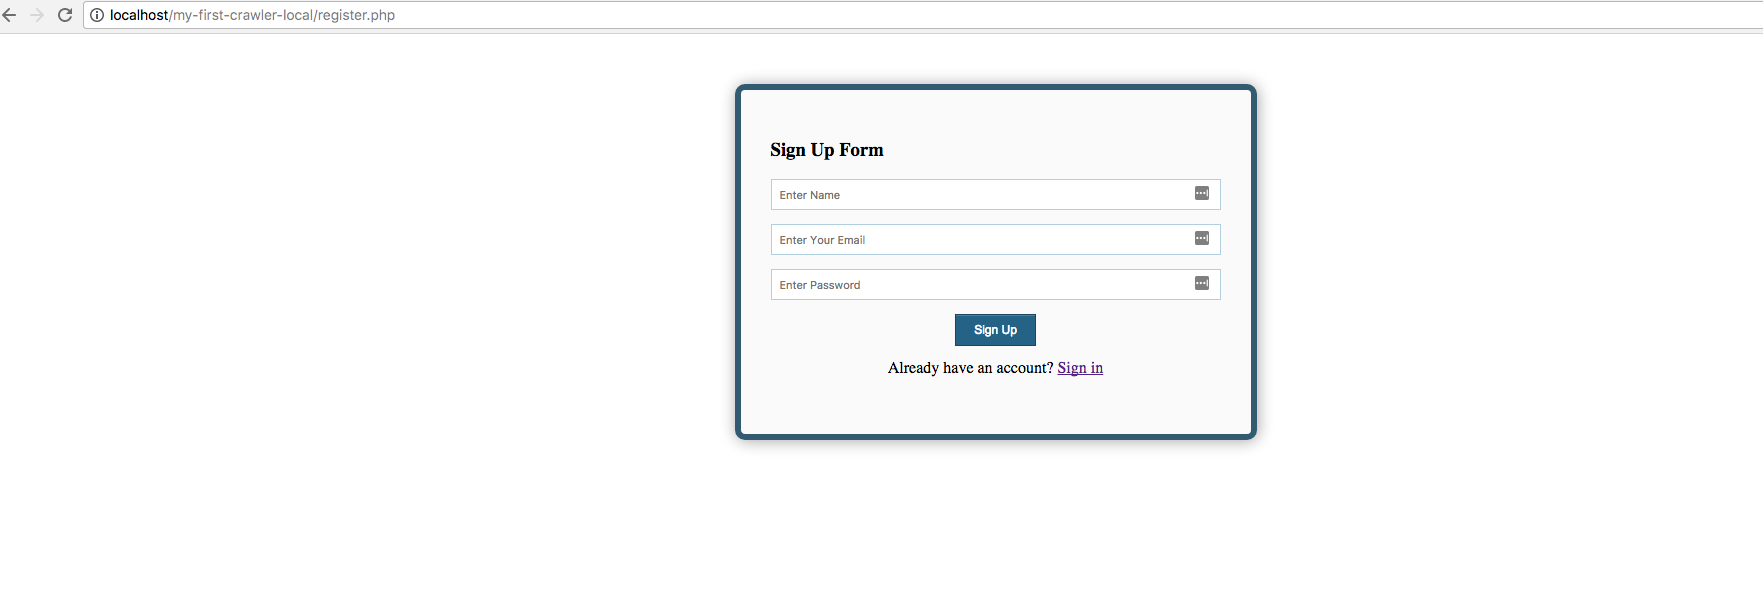 localhost/my-first-crawler-local/register.php
Sign Up Form
Enter Name
Enter Your Email
Enter Password
Sign Up
Already have an account? Sign in